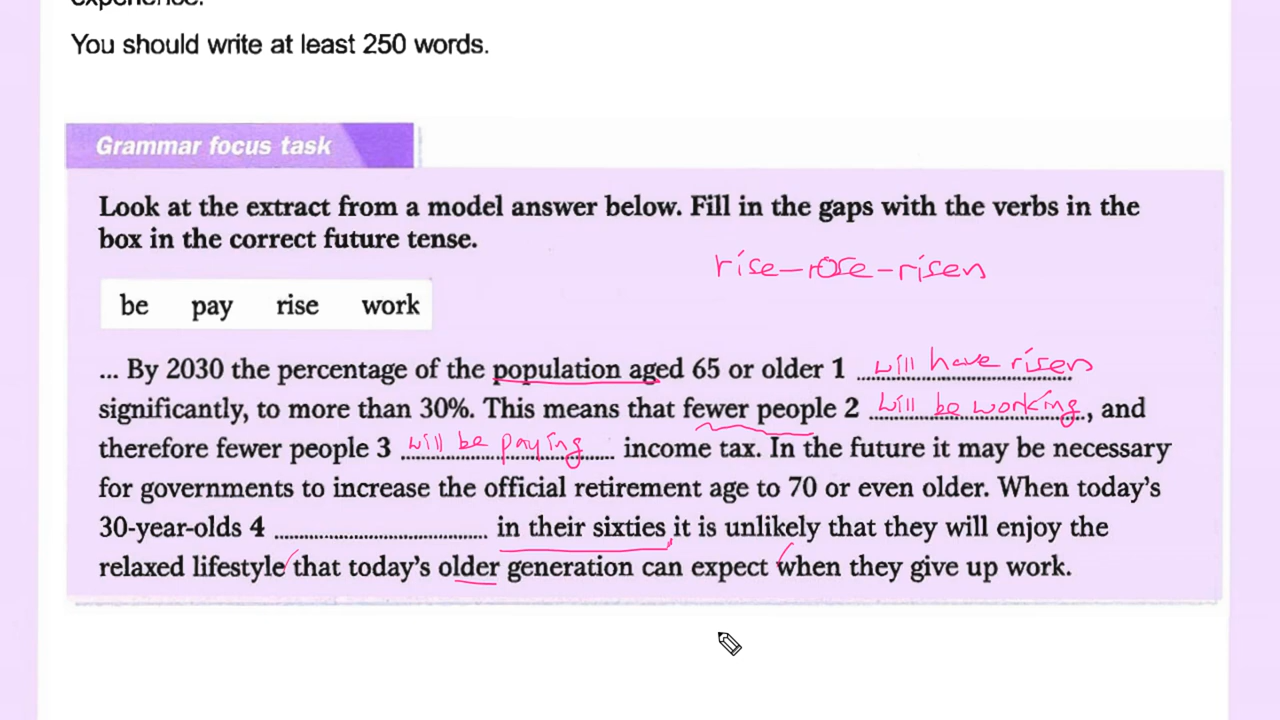 experience.
You should write at least 250 words.
Grammar focus task
Look at the extract from a model answer below. Fill in the gaps with the verbs in the
box in the correct future tense.
rise-rose-risen
be pay rise work
... By 2030 the percentage of the population aged 65 or older 1 will have risen
significantly, to more than 30%. This means that fewer people 2 will be working, and
therefore fewer people 3 will be paying income tax. In the future it may be necessary
for governments to increase the official retirement age to 70 or even older. When today's
30-year-olds 4 ........................................ in their sixties, it is unlikely that they will enjoy the
relaxed lifestyle that today's older generation can expect when they give up work.